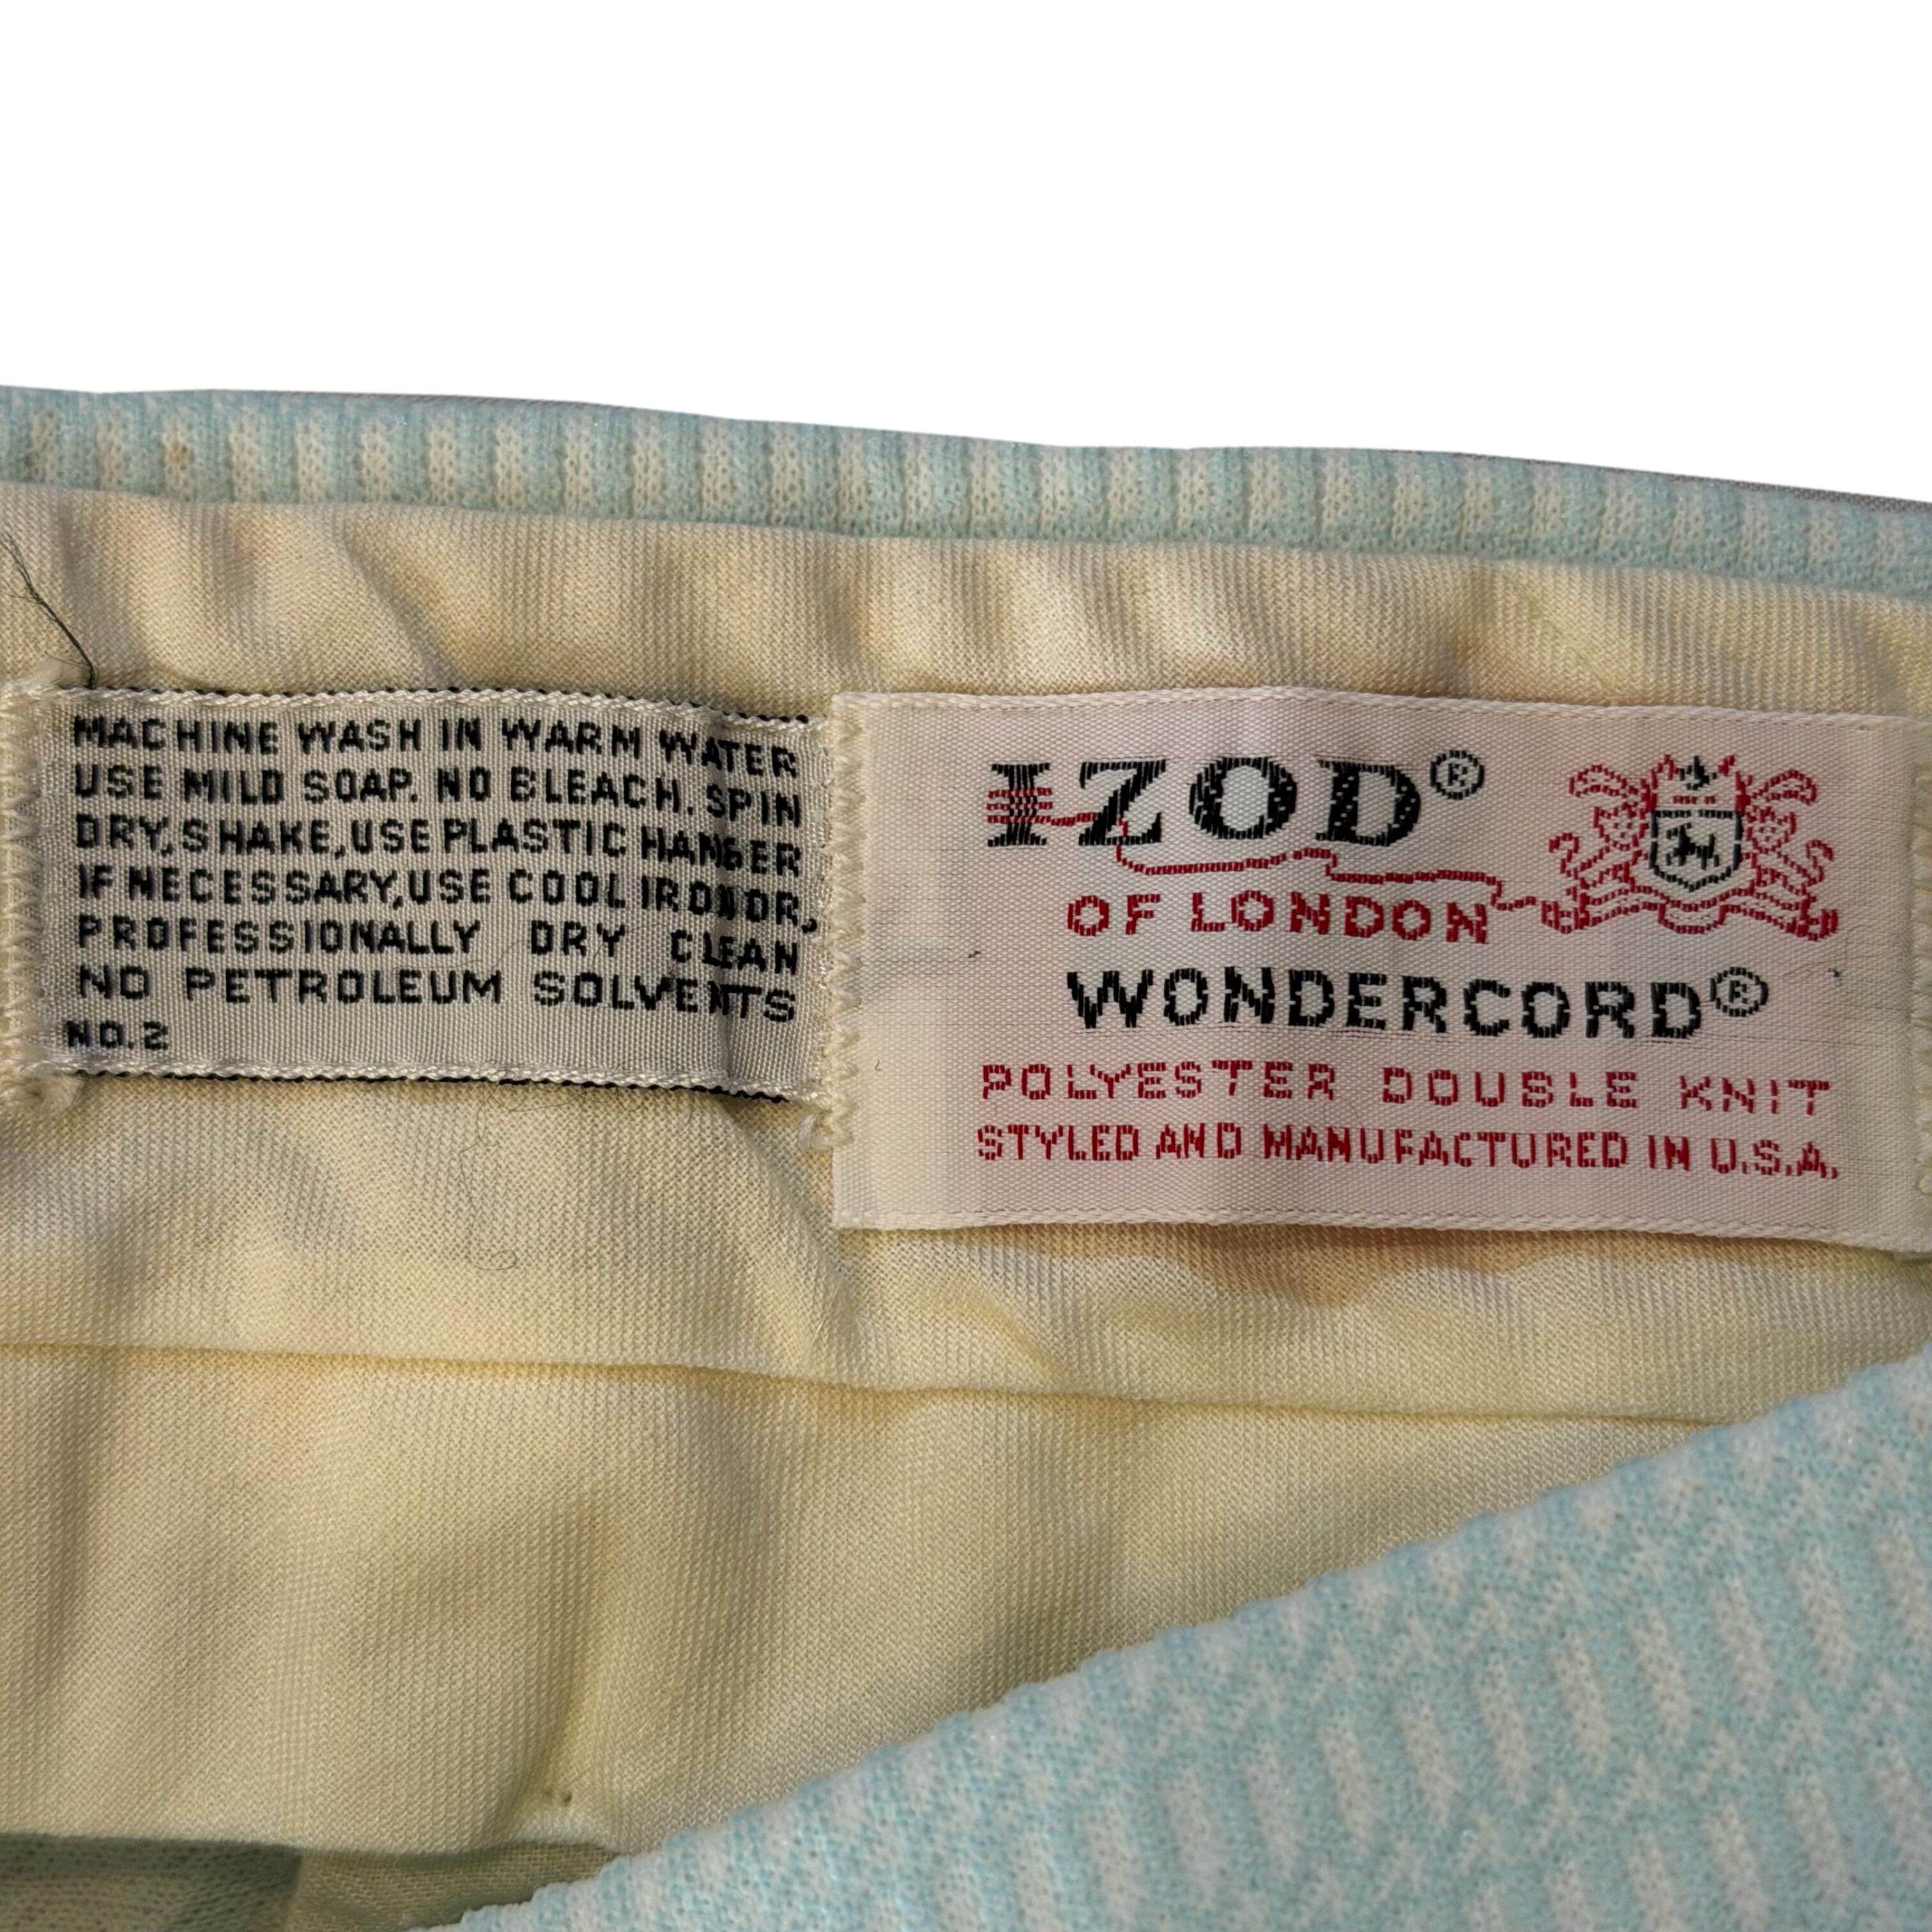 MACHINE WASH IN WARM WATER
USE MILD SOAP. NO BLEACH. SPIN
DRY, SHAKE, USE PLASTIC HANGER
IF NECESSARY, USE COOL IRON OR,
PROFESSIONALLY DRY CLEAN
NO PETROLEUM SOLVENTS
NO. 2
IZOD®
OF LONDON
WONDERCORD®
POLYESTER DOUBLE KNIT
STYLED AND MANUFACTURED IN U.S.A.